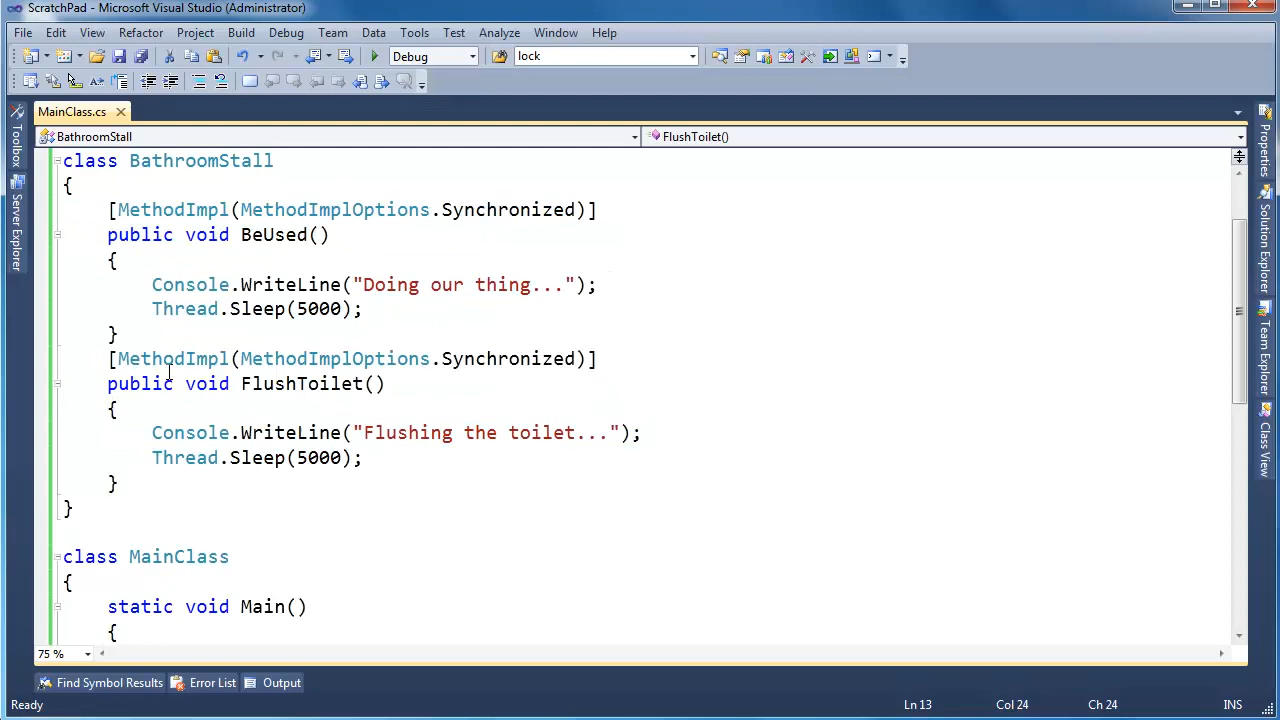 ScratchPad - Microsoft Visual Studio (Administrator)
File Edit View Refactor Project Build Debug Team Data Tools Test Analyze Window Help
Debug lock
MainClass.cs
BathroomStall FlushToilet()
class BathroomStall
{
[MethodImpl(MethodImplOptions.Synchronized)]
public void BeUsed()
{
Console.WriteLine("Doing our thing...");
Thread.Sleep(5000);
}
[MethodImpl(MethodImplOptions.Synchronized)]
public void FlushToilet()
{
Console.WriteLine("Flushing the toilet...");
Thread.Sleep(5000);
}
}
class MainClass
{
static void Main()
{
75 %
Toolbox
Server Explorer
Properties
Solution Explorer
Team Explorer
Class View
Find Symbol Results Error List Output
Ready Ln 13 Col 24 Ch 24 INS